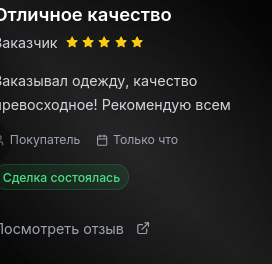 Отличное качество
Заказчик
Заказывал одежду, качество
превосходное! Рекомендую всем
Покупатель Только что
Сделка состоялась
Посмотреть отзыв